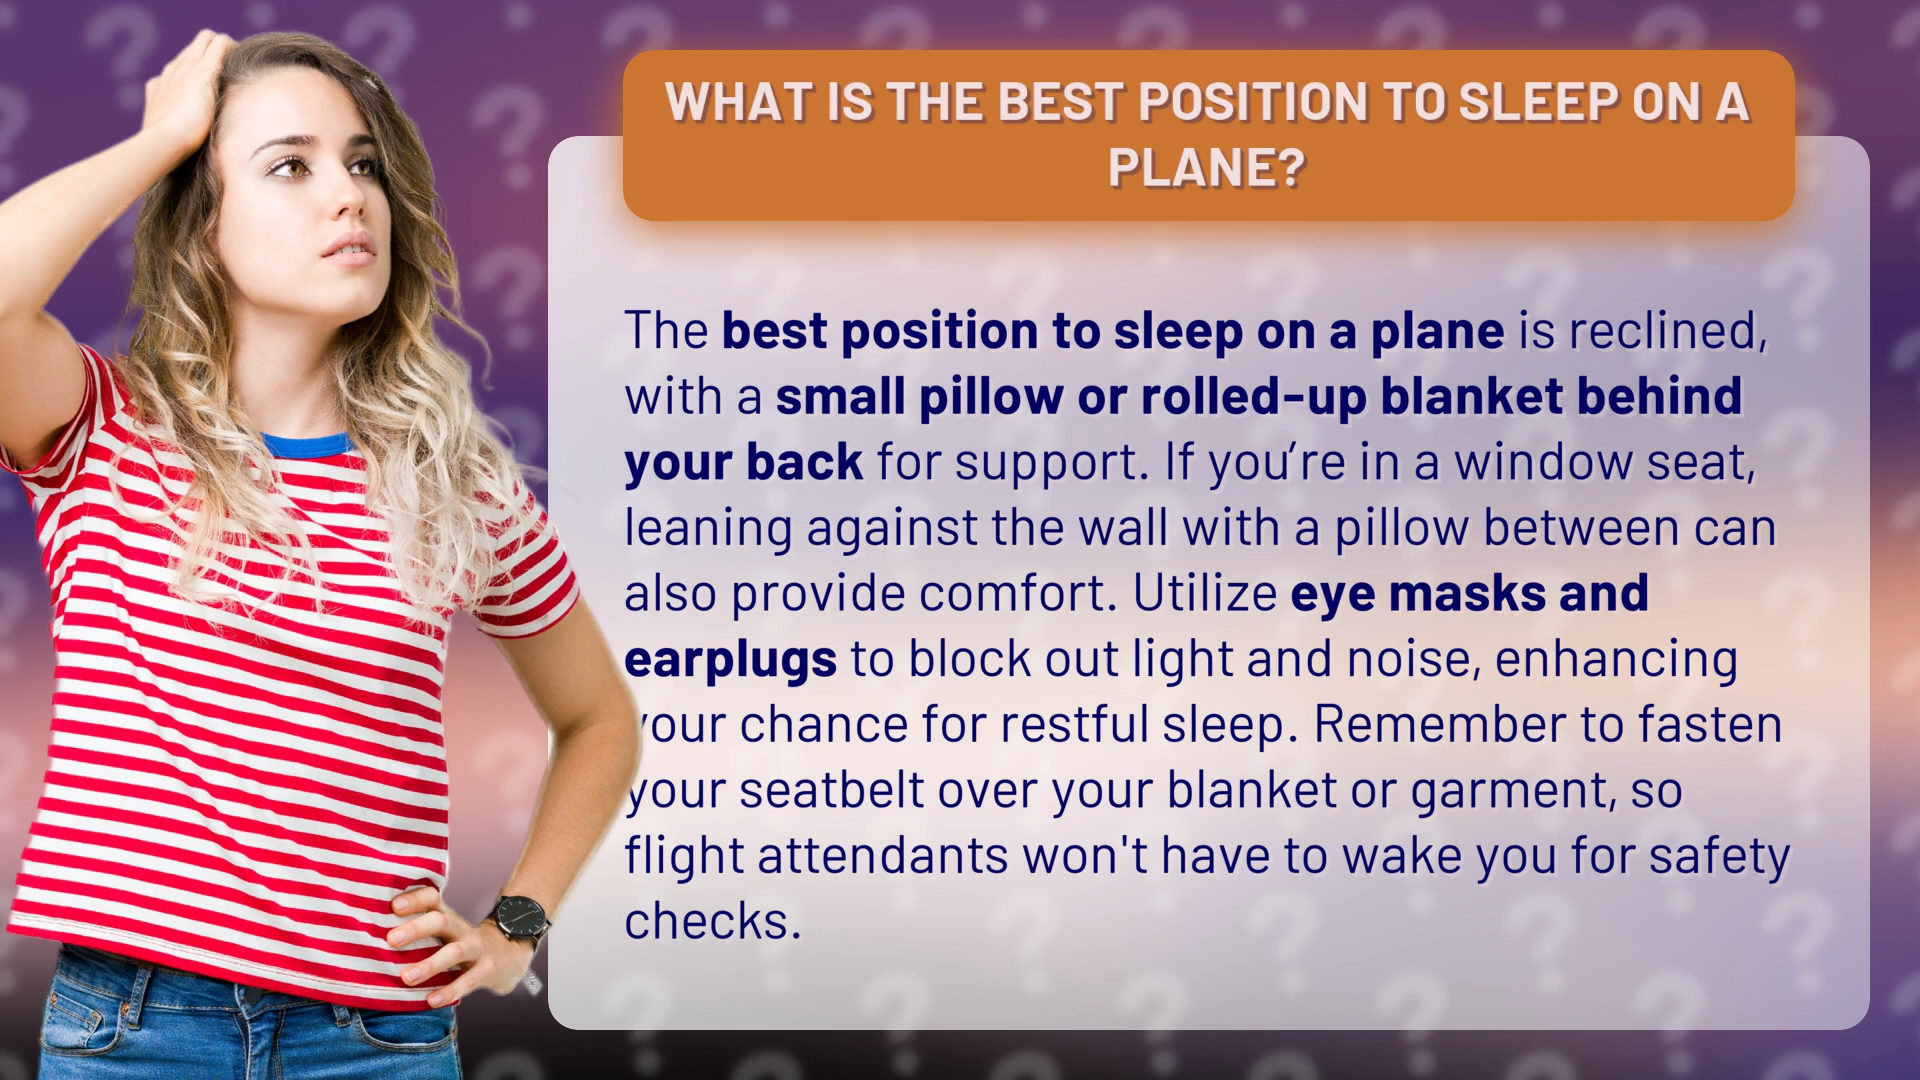 WHAT IS THE BEST POSITION TO SLEEP ON A
PLANE?
The best position to sleep on a plane is reclined,
with a small pillow or rolled-up blanket behind
your back for support. If you’re in a window seat,
leaning against the wall with a pillow between can
also provide comfort. Utilize eye masks and
earplugs to block out light and noise, enhancing
your chance for restful sleep. Remember to fasten
your seatbelt over your blanket or garment, so
flight attendants won't have to wake you for safety
checks.